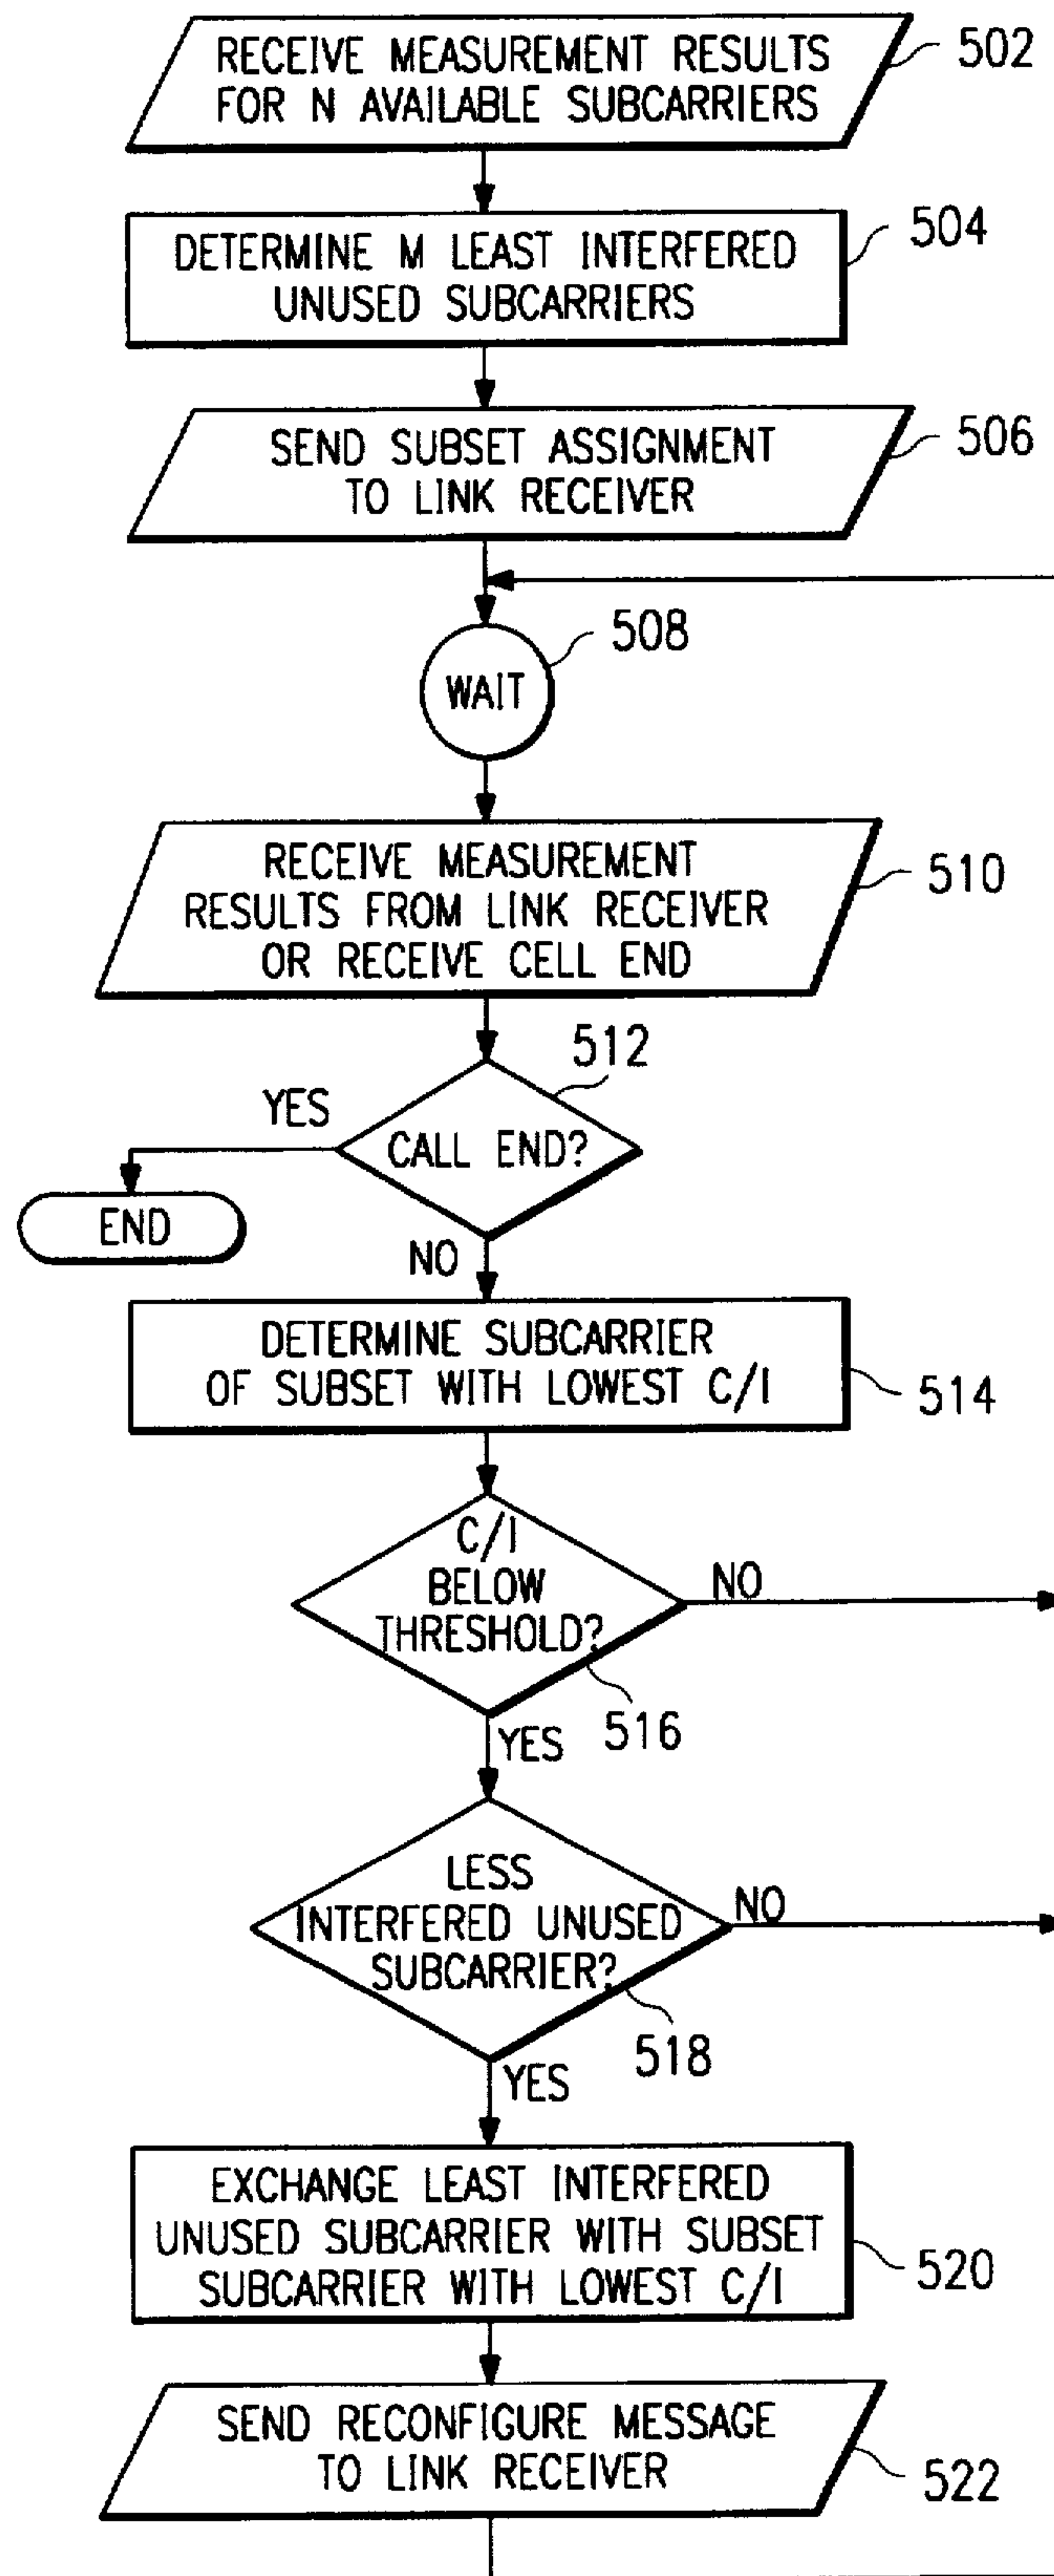 RECEIVE MEASUREMENT RESULTS
FOR N AVAILABLE SUBCARRIERS
502
DETERMINE M LEAST INTERFERED
UNUSED SUBCARRIERS
504
SEND SUBSET ASSIGNMENT
TO LINK RECEIVER
506
WAIT
508
RECEIVE MEASUREMENT
RESULTS FROM LINK RECEIVER
OR RECEIVE CELL END
510
CALL END?
512
YES
END
NO
DETERMINE SUBCARRIER
OF SUBSET WITH LOWEST C/I
514
C/I
BELOW
THRESHOLD?
516
NO
YES
LESS
INTERFERED UNUSED
SUBCARRIER?
518
NO
YES
EXCHANGE LEAST INTERFERED
UNUSED SUBCARRIER WITH SUBSET
SUBCARRIER WITH LOWEST C/I
520
SEND RECONFIGURE MESSAGE
TO LINK RECEIVER
522